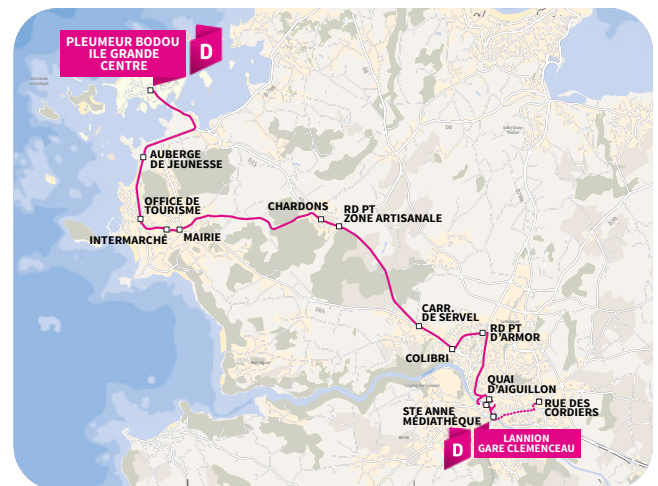 PLEUMEUR BODOU
ILE GRANDE
CENTRE
D
AUBERGE
DE JEUNESSE
OFFICE DE
TOURISME
INTERMARCHÉ
MAIRIE
CHARDONS
RD PT
ZONE ARTISANALE
CARR.
DE SERVEL
COLIBRI
RD PT
D'ARMOR
QUAI
D'AIGUILLON
RUE DES
CORDIERS
STE ANNE
MÉDIATHÈQUE
D
LANNION
GARE CLEMENCEAU